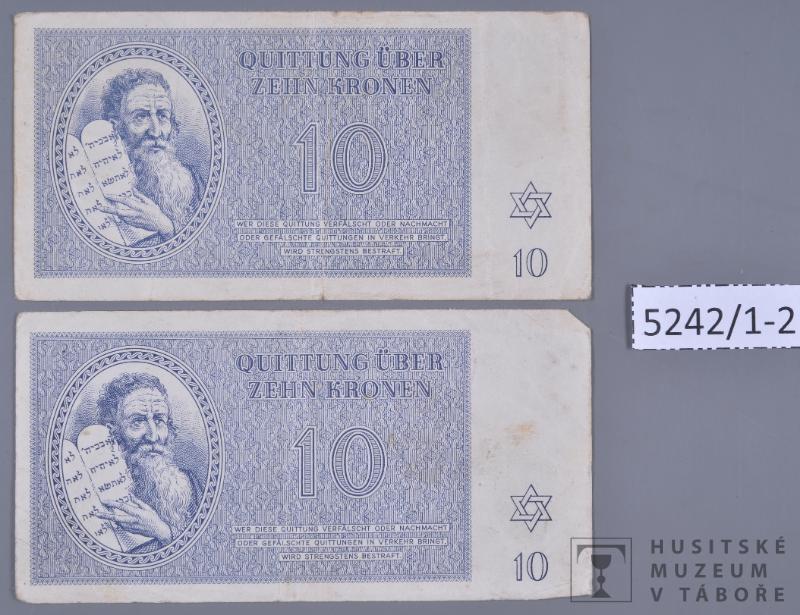 QUITTUNG ÜBER
ZEHN KRONEN
10
WER DIESE QUITTUNG VERFÄLSCHT ODER NACHMACHT
ODER GEFÄLSCHTE QUITTUNGEN IN VERKEHR BRINGT,
WIRD STRENGSTENS BESTRAFT.
10
QUITTUNG ÜBER
ZEHN KRONEN
10
WER DIESE QUITTUNG VERFÄLSCHT ODER NACHMACHT
ODER GEFÄLSCHTE QUITTUNGEN IN VERKEHR BRINGT,
WIRD STRENGSTENS BESTRAFT.
10
5242/1-2
HUSITSKÉ
MUZEUM
V TÁBOŘE